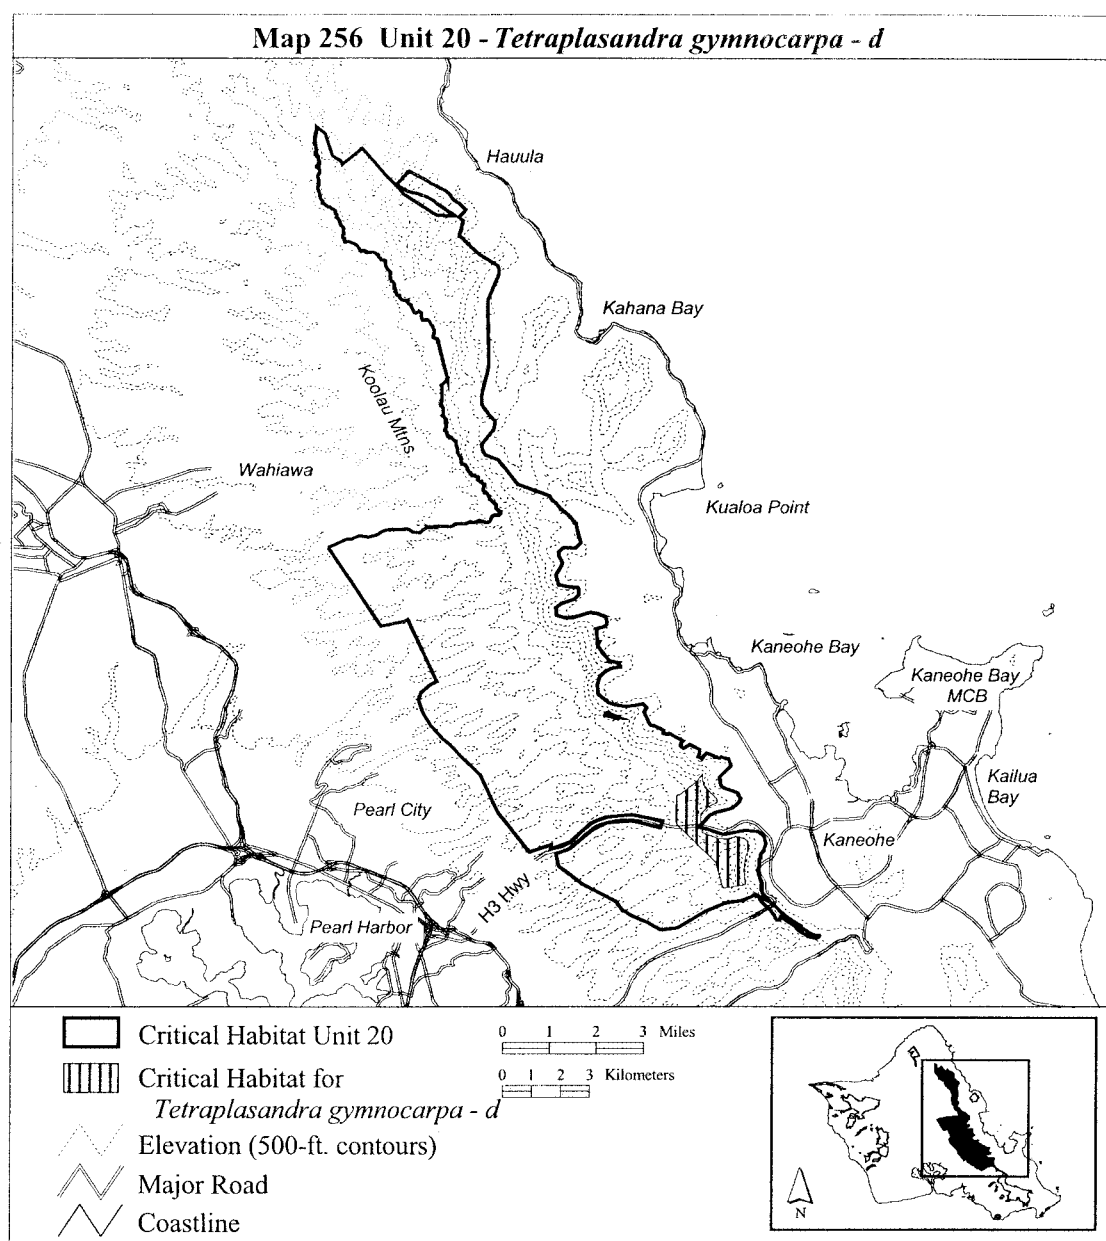 Map 256 Unit 20 - Tetraplasandra gymnocarpa - d
Hauula
Kahana Bay
Koolau Mtns
Wahiawa
Kualoa Point
Kaneohe Bay
Kaneohe Bay
MCB
Kailua
Bay
Pearl City
Kaneohe
H3 Hwy
Pearl Harbor
Critical Habitat Unit 20
0 1 2 3 Miles
Critical Habitat for
Tetraplasandra gymnocarpa - d
0 1 2 3 Kilometers
Elevation (500-ft. contours)
Major Road
Coastline
N